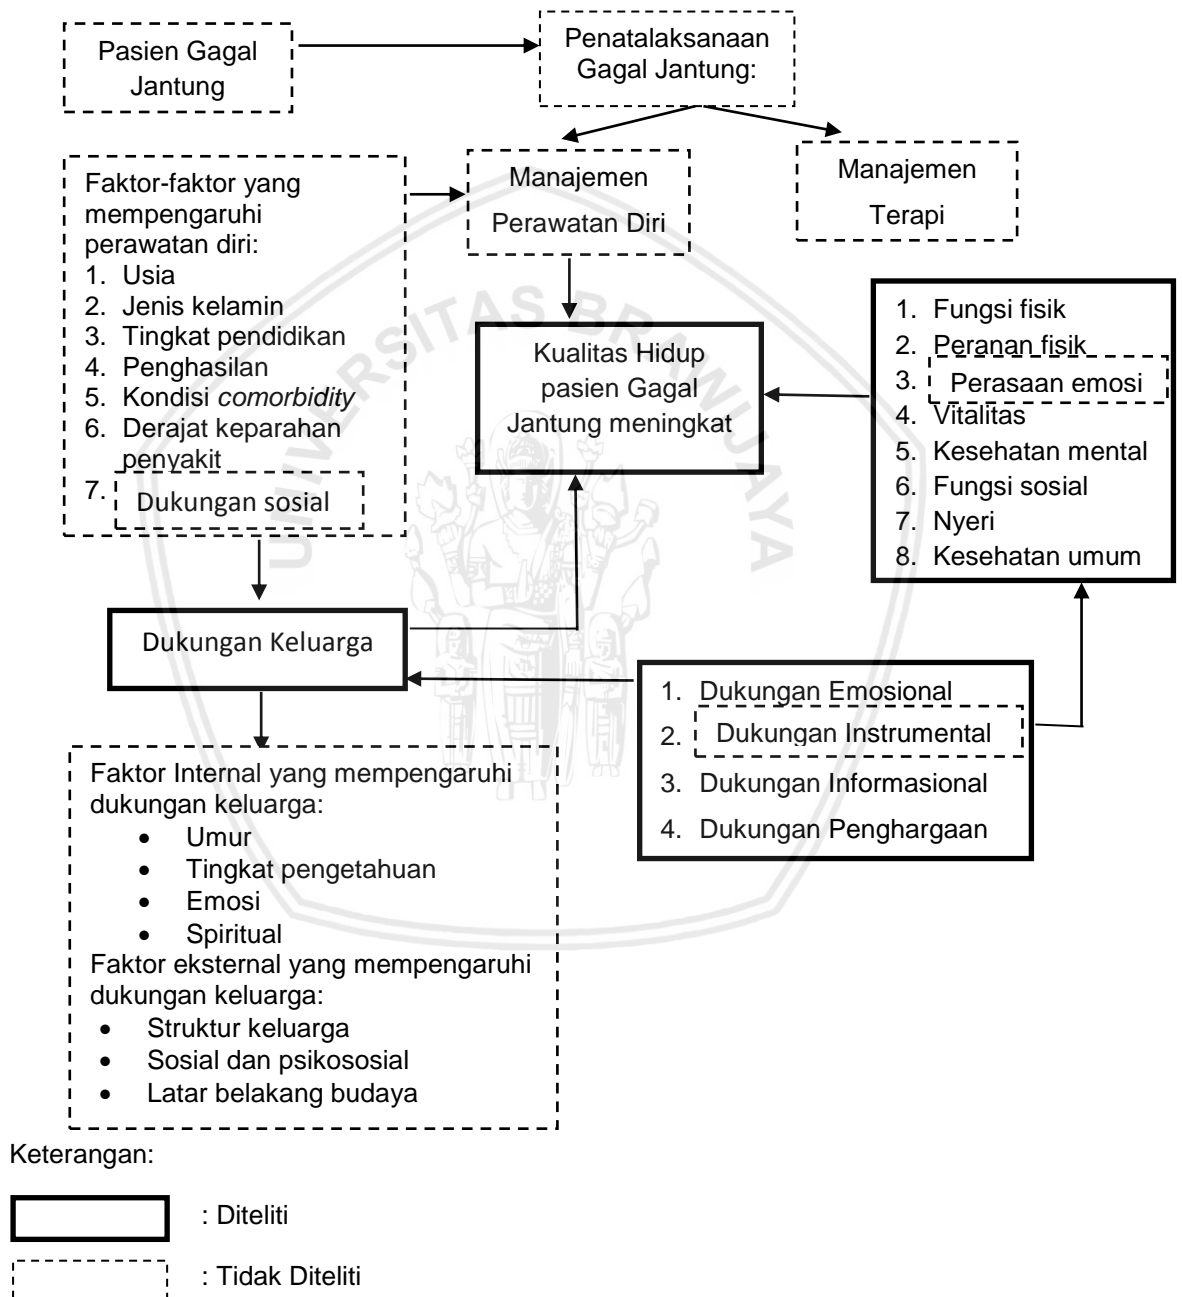 Pasien Gagal
Jantung
Penatalaksanaan
Gagal Jantung:
Manajemen
Perawatan Diri
Manajemen
Terapi
Faktor-faktor yang
mempengaruhi
perawatan diri:
1. Usia
2. Jenis kelamin
3. Tingkat pendidikan
4. Penghasilan
5. Kondisi comorbidity
6. Derajat keparahan
penyakit
7. Dukungan sosial
Kualitas Hidup
pasien Gagal
Jantung meningkat
1. Fungsi fisik
2. Peranan fisik
3. Perasaan emosi
4. Vitalitas
5. Kesehatan mental
6. Fungsi sosial
7. Nyeri
8. Kesehatan umum
Dukungan Keluarga
1. Dukungan Emosional
2. Dukungan Instrumental
3. Dukungan Informasional
4. Dukungan Penghargaan
Faktor Internal yang mempengaruhi
dukungan keluarga:
• Umur
• Tingkat pengetahuan
• Emosi
• Spiritual
Faktor eksternal yang mempengaruhi
dukungan keluarga:
• Struktur keluarga
• Sosial dan psikososial
• Latar belakang budaya
Keterangan:
: Diteliti
: Tidak Diteliti
UNIVERSITAS BRAWIJAYA